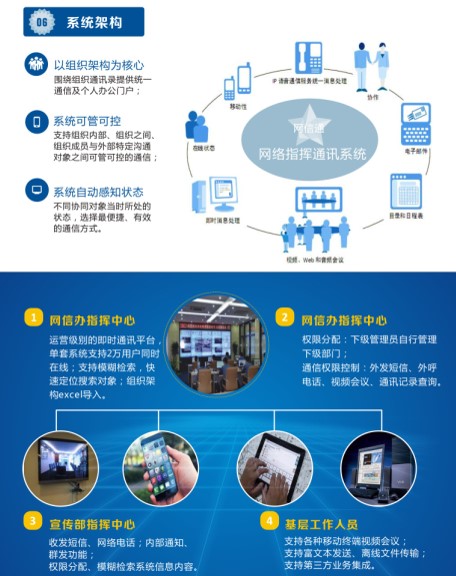 06 系统架构
以组织架构为核心
围绕组织通讯录提供统一
通信及个人办公门户；
系统可管可控
支持组织内部、组织之间、
组织成员与外部特定沟通
对象之间可管可控的通信；
系统自动感知状态
不同协同对象当时所处的
状态，选择最便捷、有效
的通信方式。
IP 语音通信服务统一消息处理
协作
移动性
电子邮件
在线状态
网信通
网络指挥通讯系统
目录和日程表
即时消息处理
视频、Web 和音频会议
1 网信办指挥中心
运营级别的即时通讯平台，
单套系统支持2万用户同时
在线；支持模糊检索，快
速定位搜索对象；组织架
构excel导入。
2 网信办指挥中心
权限分配：下级管理员自行管理
下级部门；
通信权限控制：外发短信、外呼
电话、视频会议、通讯记录查询。
3 宣传部指挥中心
收发短信、网络电话；内部通知、
群发功能；
权限分配、模糊检索系统信息内容。
4 基层工作人员
支持各种移动终端视频会议；
支持富文本发送、离线文件传输；
支持第三方业务集成。